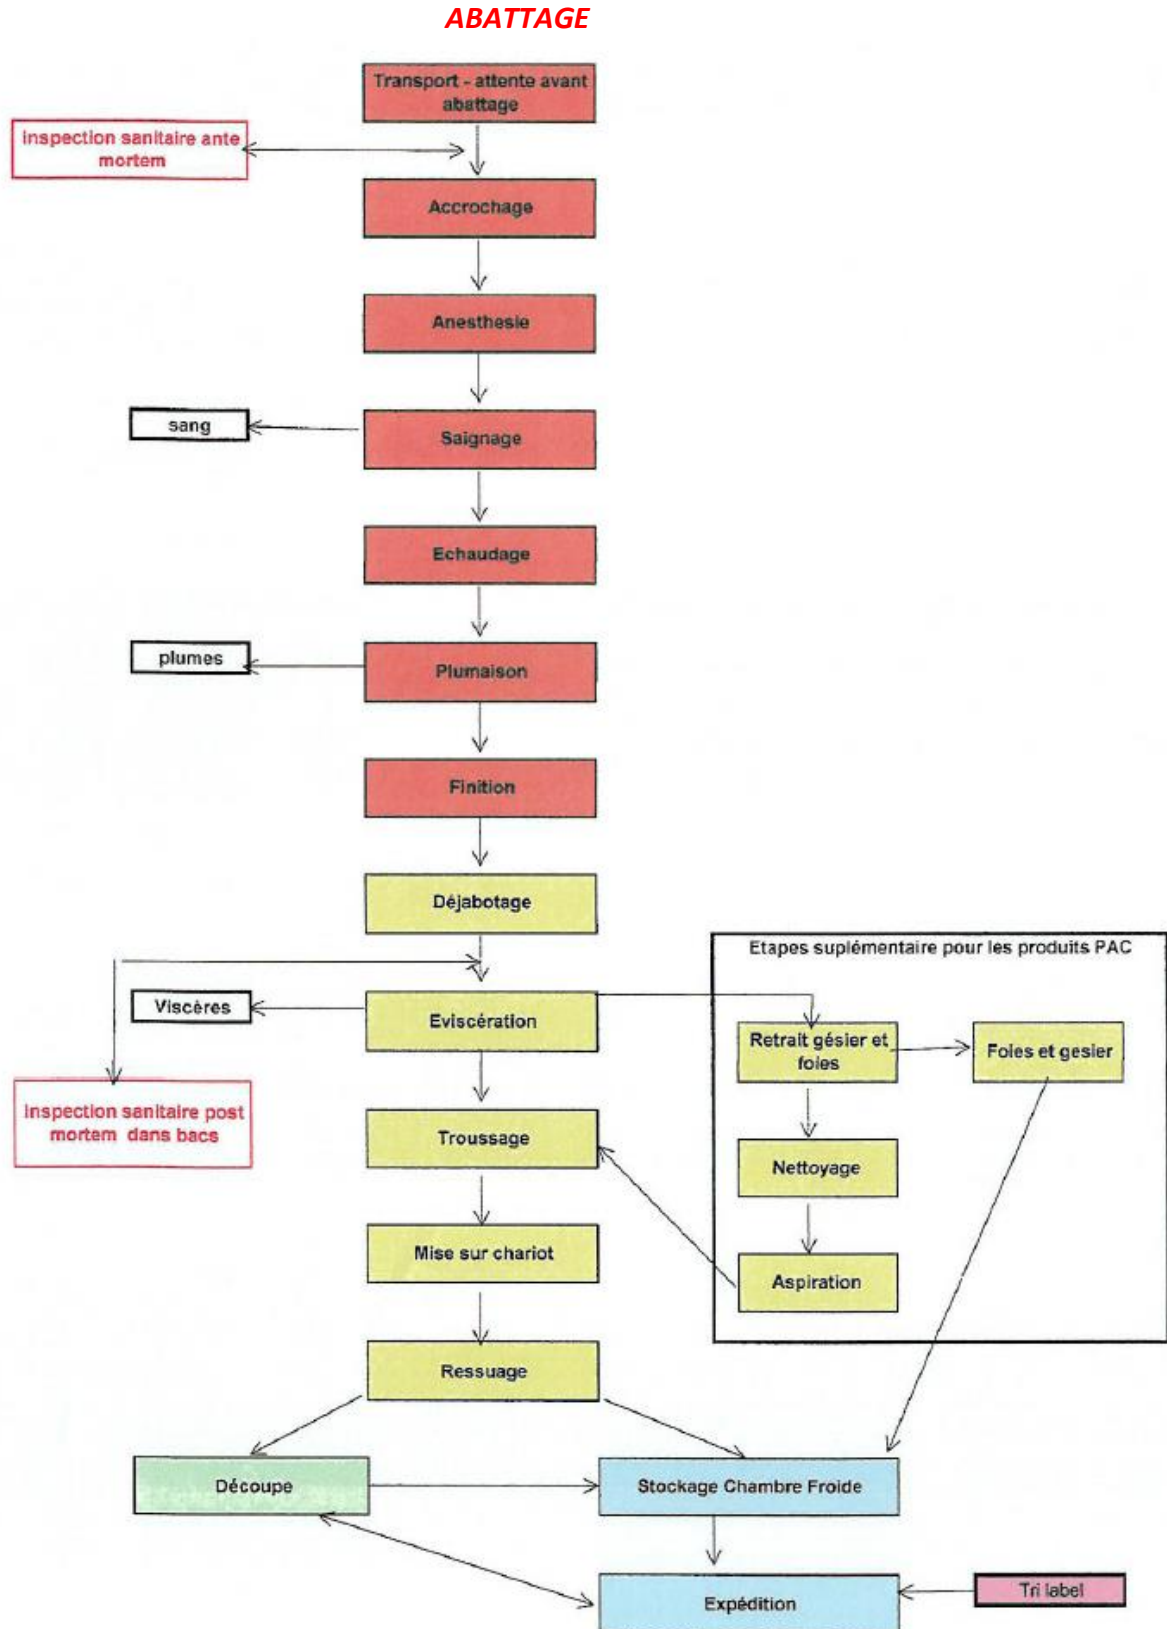 ABATTAGE
Transport - attente avant
abattage
inspection sanitaire ante
mortem
Accrochage
Anesthesie
sang
Saignage
Echaudage
plumes
Plumaison
Finition
Déjabotage
Etapes suplémentaire pour les produits PAC
Viscères
Eviscération
Retrait gésier et
foies
Foies et gesier
inspection sanitaire post
mortem dans bacs
Troussage
Nettoyage
Mise sur chariot
Aspiration
Ressuage
Découpe
Stockage Chambre Froide
Expédition
Tri label